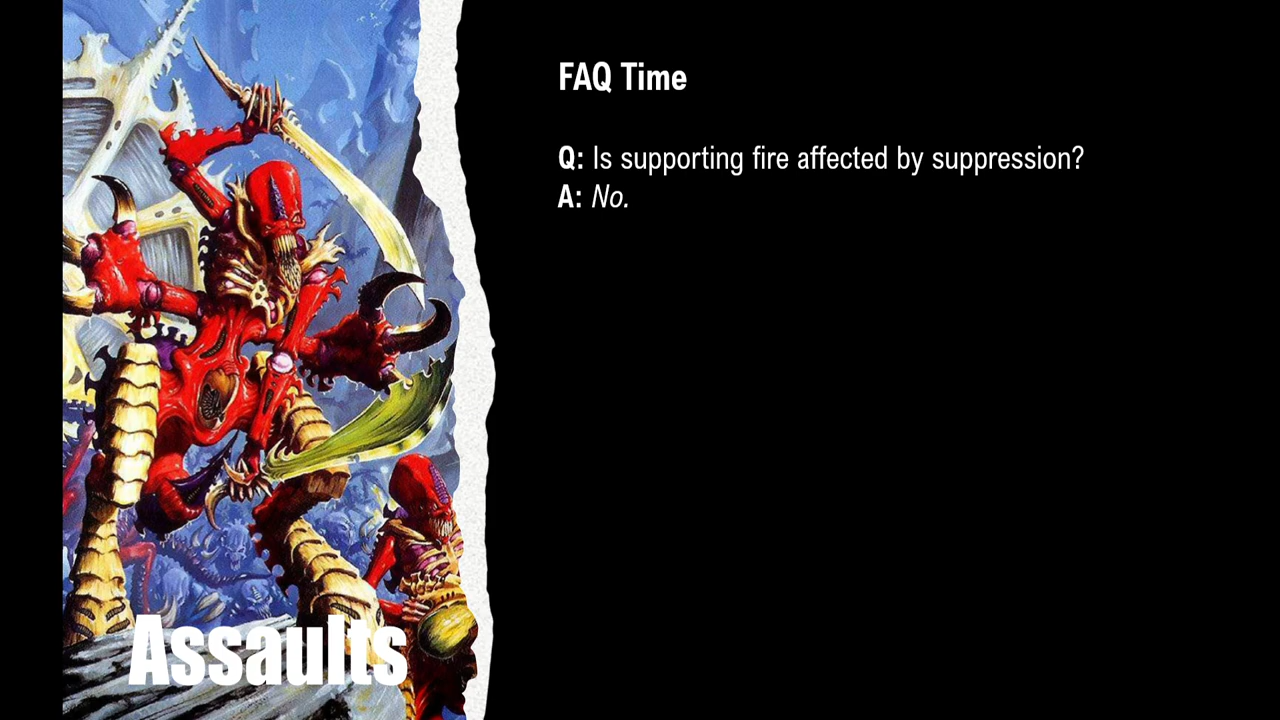 FAQ Time
Q: Is supporting fire affected by suppression?
A: No.
Assaults